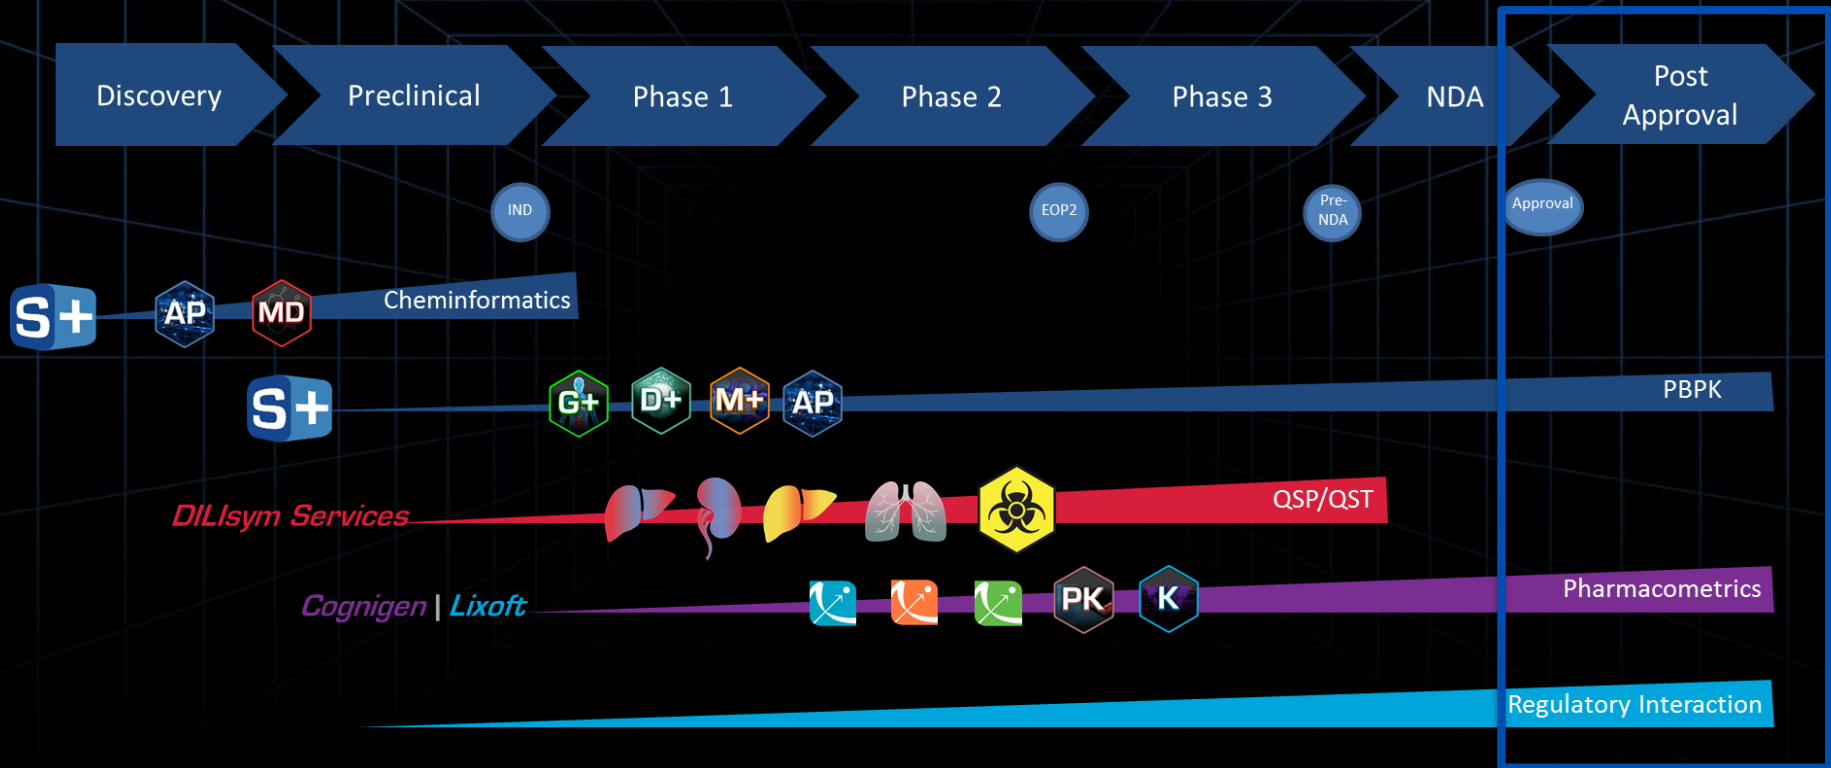 Discovery
Preclinical
Phase 1
Phase 2
Phase 3
NDA
Post
Approval
IND
EOP2
Pre-
NDA
Approval
S+
AP
MD
Cheminformatics
S+
G+
D+
M+
AP
PBPK
DILIsym Services
QSP/QST
Cognigen | Lixoft
PK
K
Pharmacometrics
Regulatory Interaction